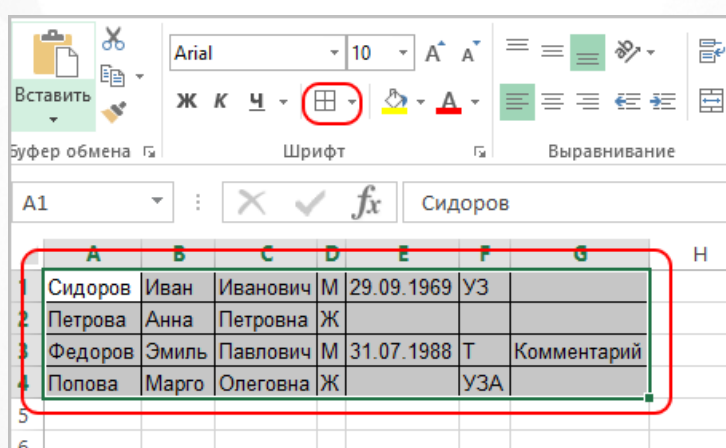 Arial 10 A A
Вставить
Ж К Ч A
Буфер обмена Шрифт Выравнивание
A1 fx Сидоров
A B C D E F G H
1 Сидоров Иван Иванович М 29.09.1969 УЗ
2 Петрова Анна Петровна Ж
3 Федоров Эмиль Павлович М 31.07.1988 Т Комментарий
4 Попова Марго Олеговна Ж УЗА
5
6